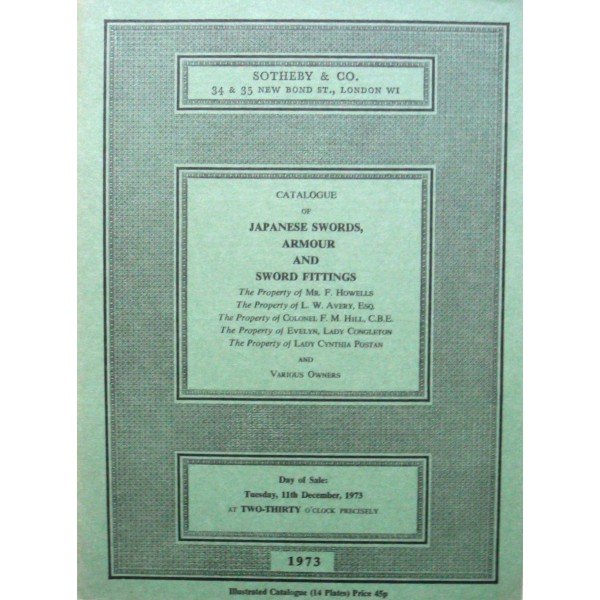 SOTHEBY & CO.
34 & 35 NEW BOND ST., LONDON W1
CATALOGUE
OF
JAPANESE SWORDS,
ARMOUR
AND
SWORD FITTINGS
The Property of MR. F. HOWELLS
The Property of L. W. AVERY, ESQ.
The Property of COLONEL F. M. HILL, C.B.E.
The Property of EVELYN, LADY CONGLETON
The Property of LADY CYNTHIA POSTAN
AND
VARIOUS OWNERS
Day of Sale:
Tuesday, 11th December, 1973
AT TWO-THIRTY O'CLOCK PRECISELY
1973
Illustrated Catalogue (14 Plates) Price 45p